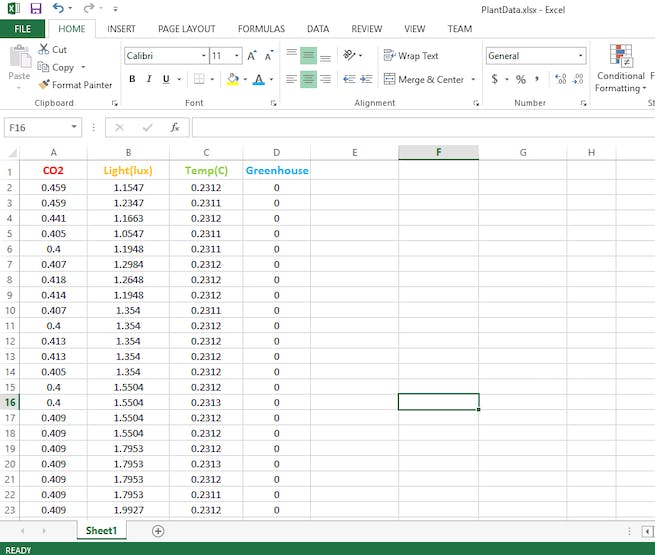 PlantData.xlsx - Excel
FILE HOME INSERT PAGE LAYOUT FORMULAS DATA REVIEW VIEW TEAM
Cut
Copy
Format Painter
Paste
Clipboard
Calibri 11 A A
B I U A
Font
Wrap Text
Merge & Center
Alignment
General
$ % , .00 .0
Number
Conditional F
Formatting St
F16 fx
A B C D E F G H
1 CO2 Light(lux) Temp(C) Greenhouse
2 0.459 1.1547 0.2312 0
3 0.459 1.2347 0.2311 0
4 0.441 1.1663 0.2312 0
5 0.405 1.0547 0.2311 0
6 0.4 1.1948 0.2311 0
7 0.407 1.2984 0.2312 0
8 0.418 1.2648 0.2312 0
9 0.414 1.1948 0.2312 0
10 0.407 1.354 0.2311 0
11 0.4 1.354 0.2312 0
12 0.413 1.354 0.2312 0
13 0.413 1.354 0.2312 0
14 0.405 1.354 0.2312 0
15 0.4 1.5504 0.2312 0
16 0.4 1.5504 0.2313 0
17 0.409 1.5504 0.2312 0
18 0.409 1.5504 0.2312 0
19 0.409 1.7953 0.2312 0
20 0.409 1.7953 0.2313 0
21 0.409 1.7953 0.2312 0
22 0.409 1.7953 0.2311 0
23 0.409 1.9927 0.2312 0
Sheet1
READY